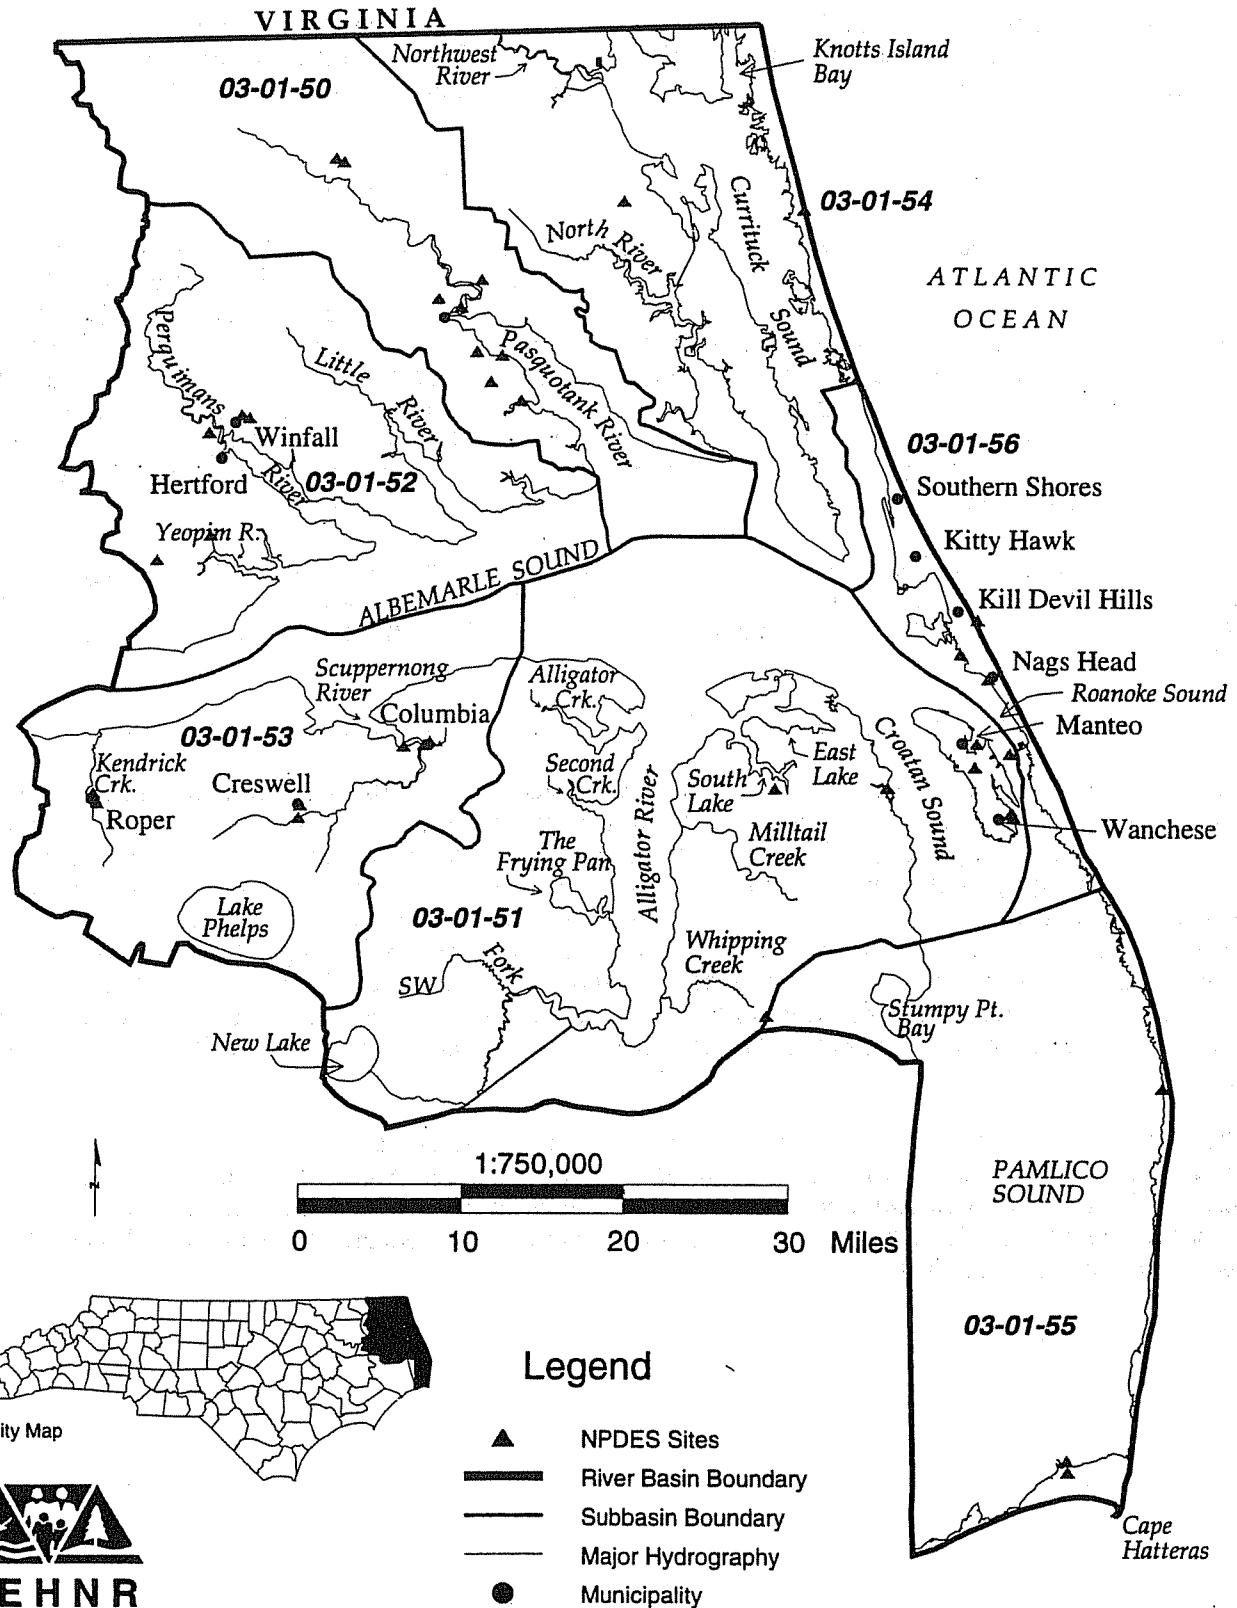 VIRGINIA
Northwest
River
Knotts Island
Bay
03-01-50
03-01-54
Currituck
Sound
North River
ATLANTIC
OCEAN
Perquimans
River
Little
River
Pasquotank River
Winfall
Hertford
03-01-52
03-01-56
Southern Shores
Yeopim R.
Kitty Hawk
ALBEMARLE SOUND
Kill Devil Hills
Scuppernong
River
Alligator
Crk.
Nags Head
Roanoke Sound
Columbia
Manteo
03-01-53
Croatan Sound
Kendrick
Crk.
Creswell
Second
Crk.
South
Lake
East
Lake
Roper
Alligator River
Milltail
Creek
Wanchese
The
Frying Pan
Lake
Phelps
03-01-51
Whipping
Creek
SW
Fork
Stumpy Pt.
Bay
New Lake
1:750,000
0 10 20 30 Miles
N
PAMLICO
SOUND
03-01-55
Legend
NPDES Sites
River Basin Boundary
Subbasin Boundary
Major Hydrography
Municipality
ity Map
EHNR
Cape
Hatteras